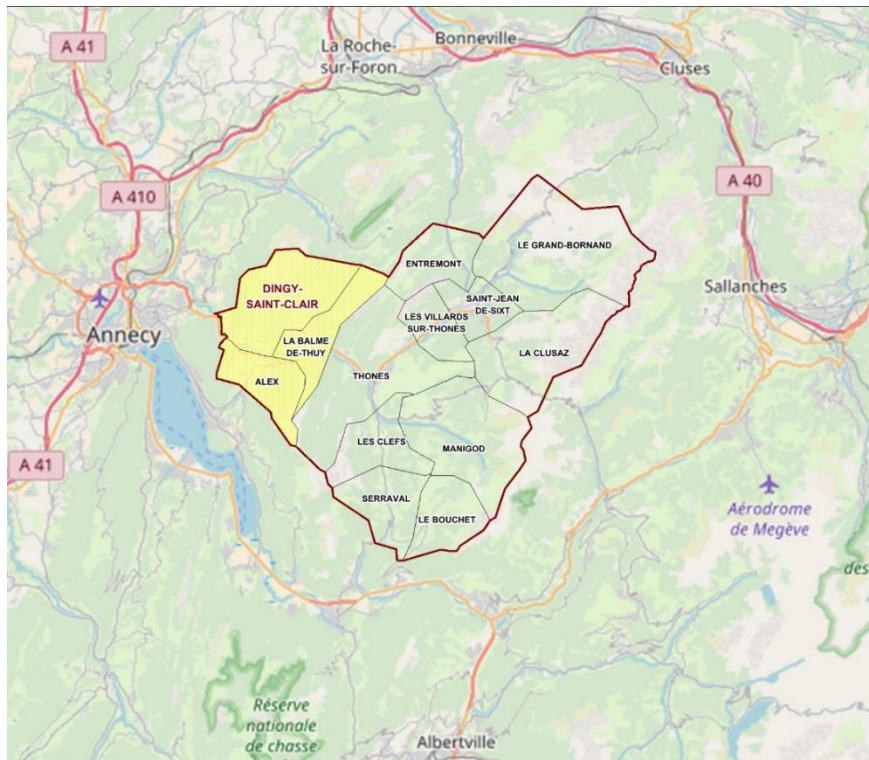 A 41
La Roche-
sur-Foron
Bonneville
Cluses
A 410
A 40
LE GRAND-BORNAND
ENTREMONT
DINGY-
SAINT-CLAIR
SAINT-JEAN
DE-SIXT
Sallanches
LES VILLARDS
SUR-THONES
Annecy
LA BALME
DE-THUY
LA CLUSAZ
ALEX
THONES
LES CLEFS
MANIGOD
A 41
SERRAVAL
LE BOUCHET
Aérodrome
de Megève
des
Réserve
nationale
de chasse
Albertville